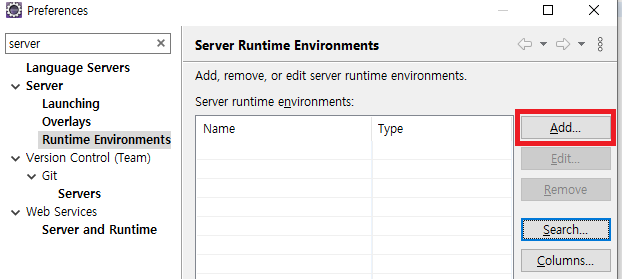 Preferences
server
Language Servers
Server
Launching
Overlays
Runtime Environments
Version Control (Team)
Git
Servers
Web Services
Server and Runtime
Server Runtime Environments
Add, remove, or edit server runtime environments.
Server runtime environments:
Name Type
Add...
Edit...
Remove
Search...
Columns...